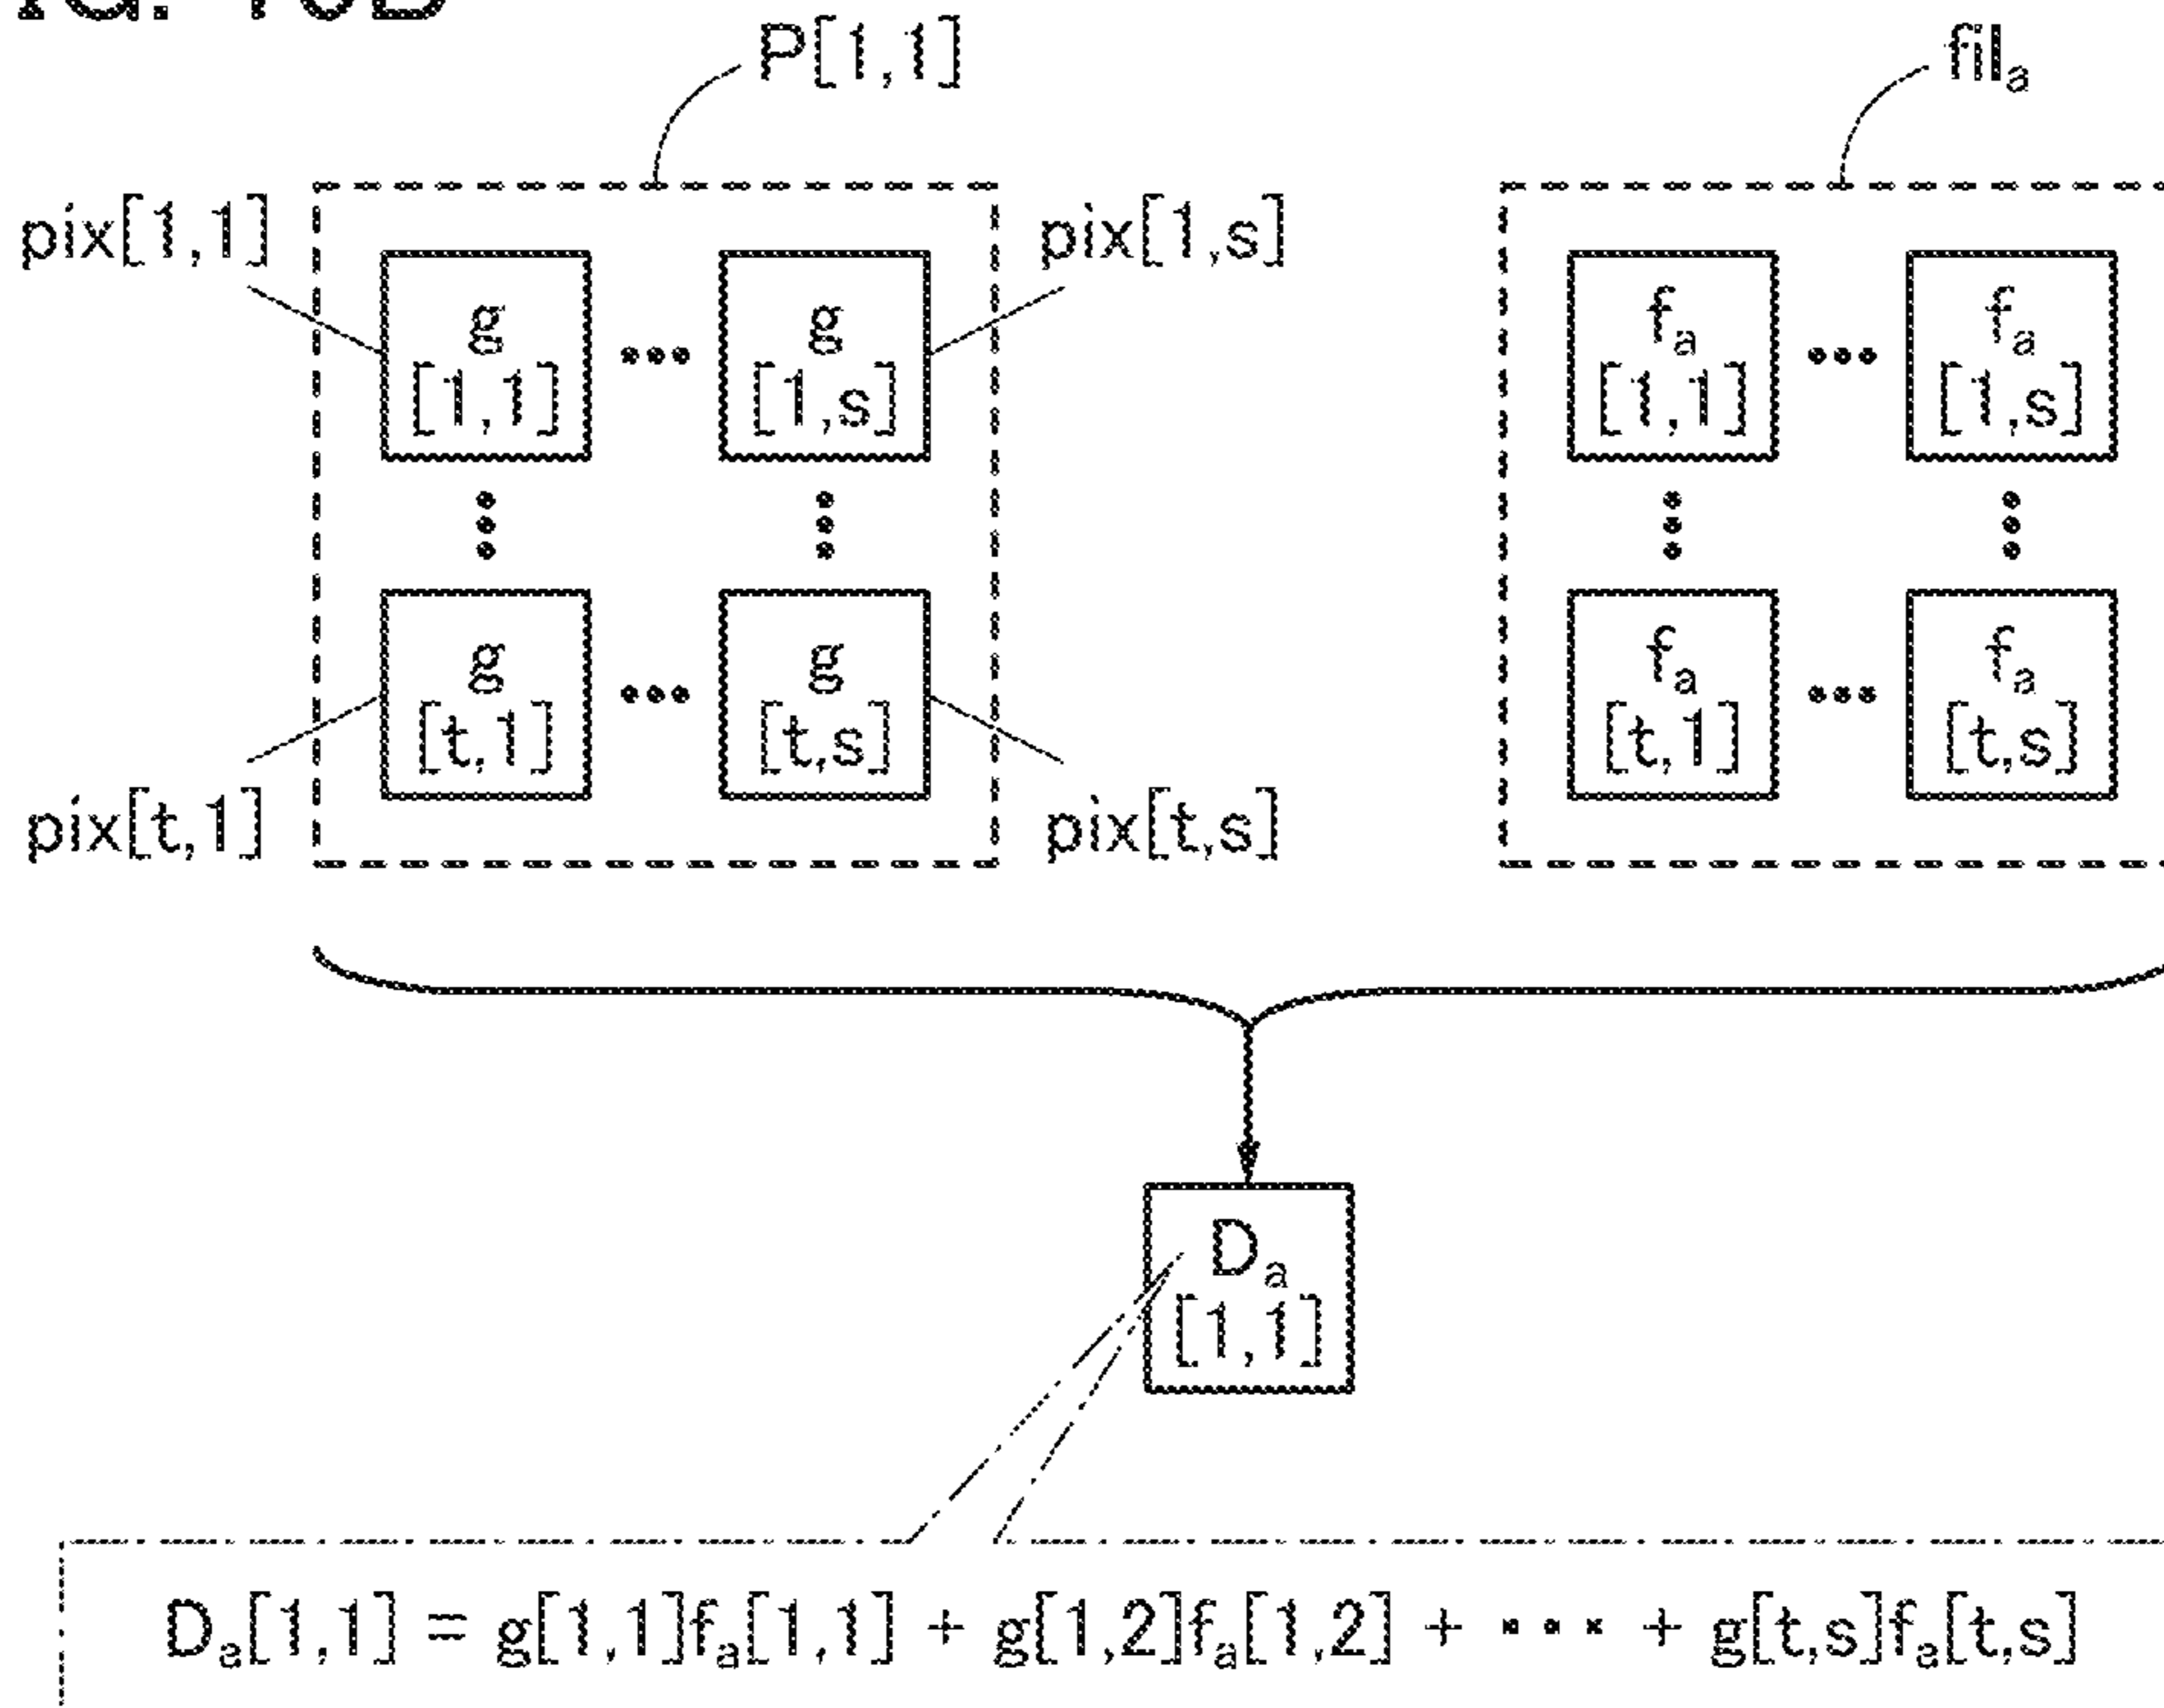 P[1,1] filₐ
pix[1,1] pix[1,s]
g g fₐ fₐ
[1,1] ••• [1,s] [1,1] ••• [1,s]
g g fₐ fₐ
[t,1] ••• [t,s] [t,1] ••• [t,s]
pix[t,1] pix[t,s]
Dₐ
[1,1]
Dₐ[1,1] = g[1,1]fₐ[1,1] + g[1,2]fₐ[1,2] + ••• + g[t,s]fₐ[t,s]